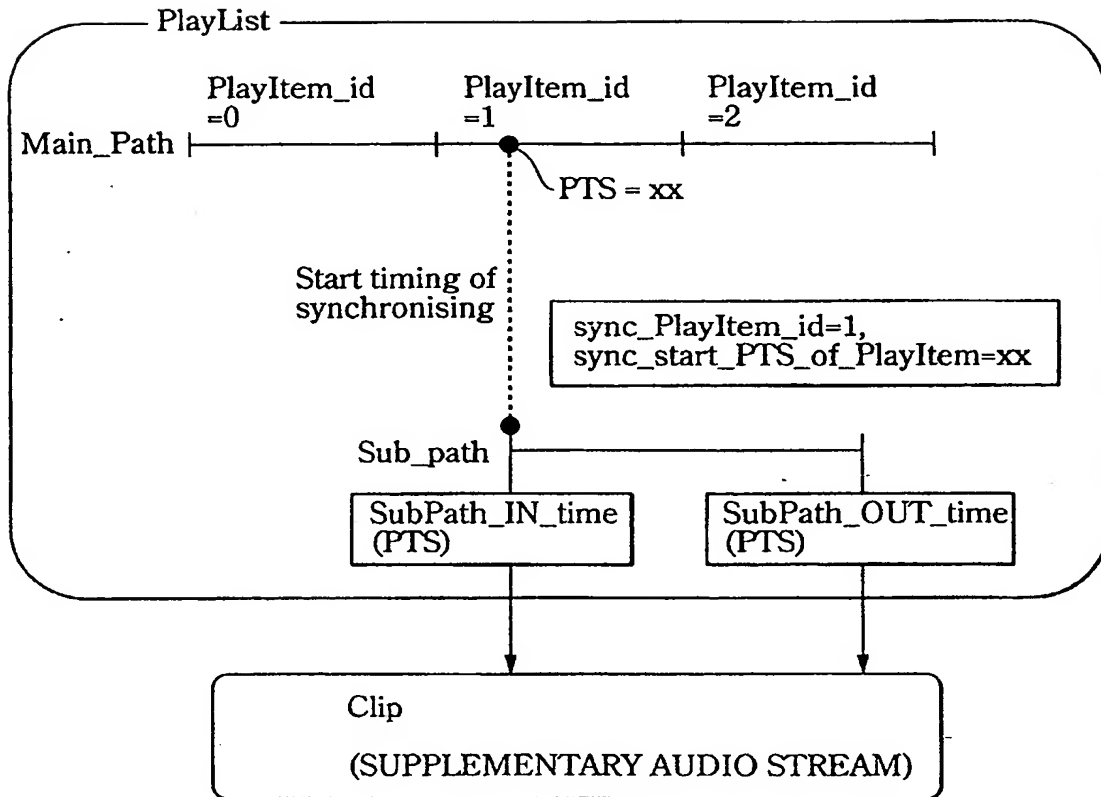 PlayList
PlayItem_id
=0
PlayItem_id
=1
PlayItem_id
=2
Main_Path
PTS = xx
Start timing of
synchronising
sync_PlayItem_id=1,
sync_start_PTS_of_PlayItem=xx
Sub_path
SubPath_IN_time
(PTS)
SubPath_OUT_time
(PTS)
Clip
(SUPPLEMENTARY AUDIO STREAM)